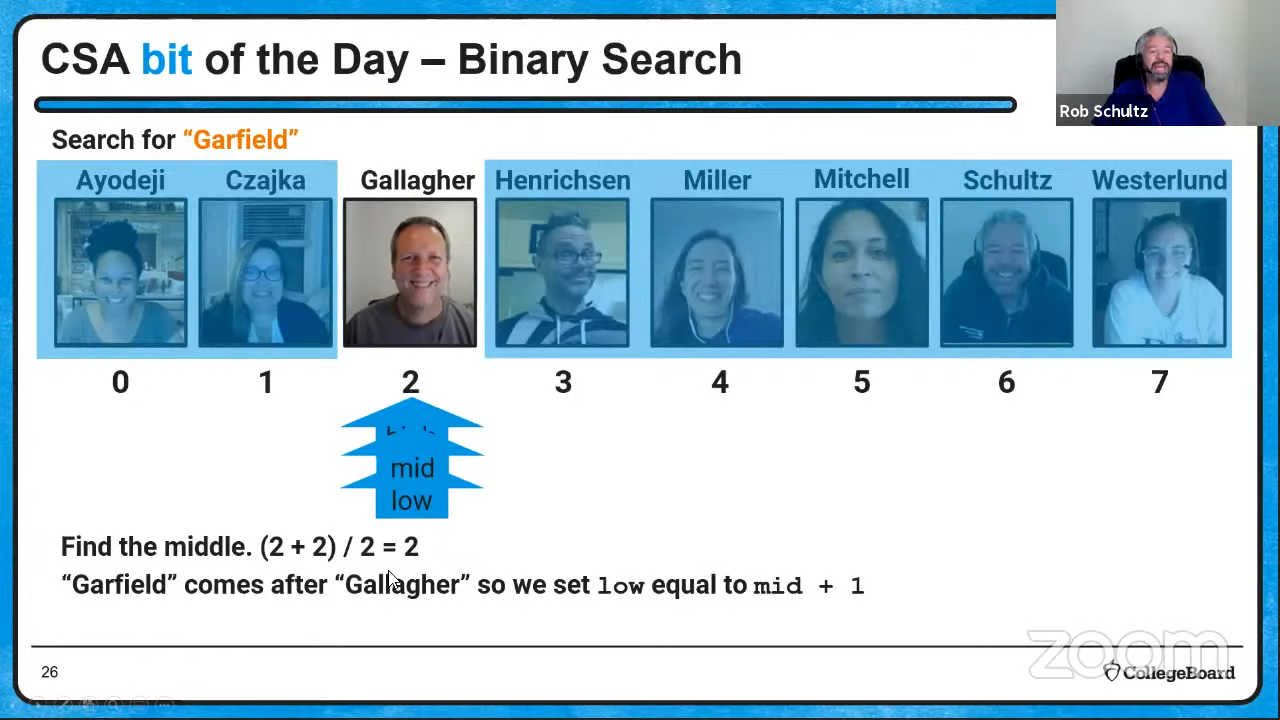 CSA bit of the Day – Binary Search
Rob Schultz
Search for “Garfield”
Ayodeji Czajka Gallagher Henrichsen Miller Mitchell Schultz Westerlund
0 1 2 3 4 5 6 7
mid
low
Find the middle. (2 + 2) / 2 = 2
“Garfield” comes after “Gallagher” so we set low equal to mid + 1
zoom
26
CollegeBoard